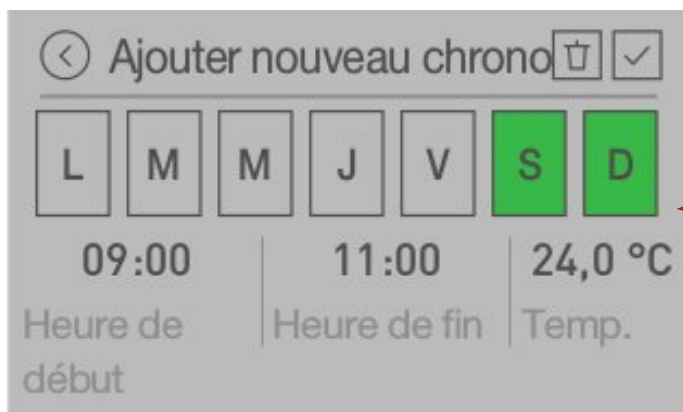 Ajouter nouveau chrono
L M M J V S D
09:00 11:00 24,0 °C
Heure de Heure de fin Temp.
début